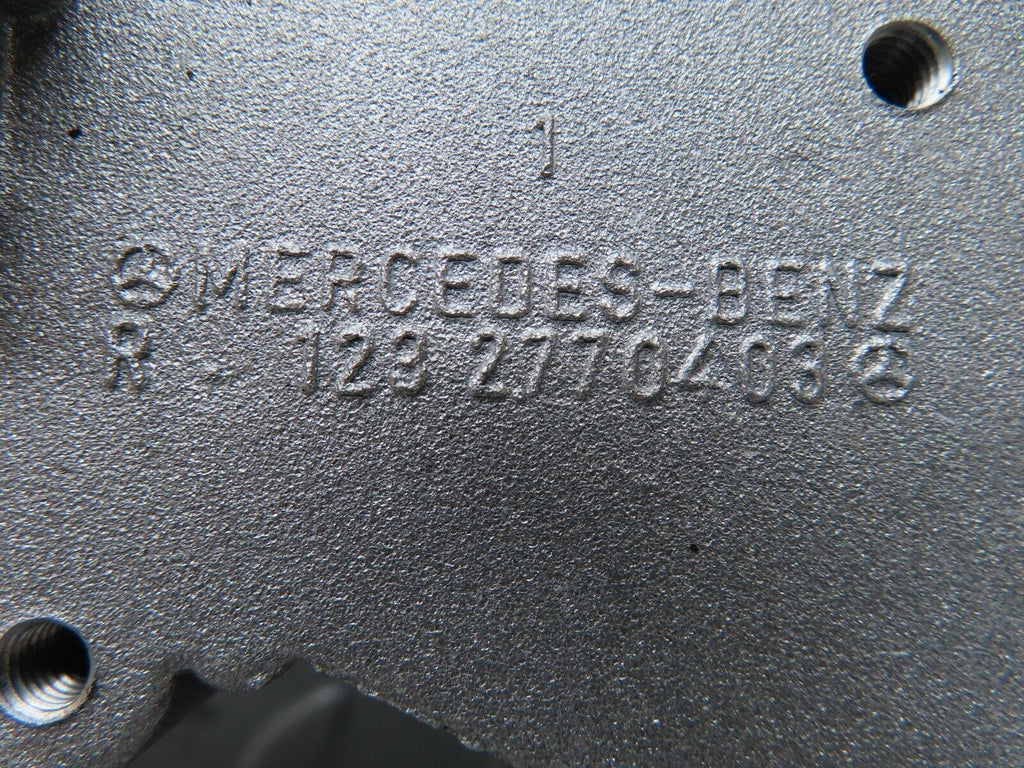 1
MERCEDES-BENZ
R 123 2770403